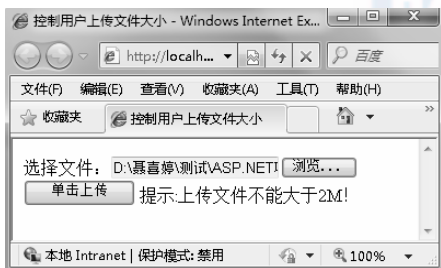 控制用户上传文件大小 - Windows Internet Ex...
http://localh... 百度
文件(F) 编辑(E) 查看(V) 收藏夹(A) 工具(T) 帮助(H)
收藏夹 控制用户上传文件大小
选择文件: D:\聂喜婷\测试\ASP.NET 浏览...
单击上传 提示:上传文件不能大于2M!
本地 Intranet | 保护模式: 禁用 100%